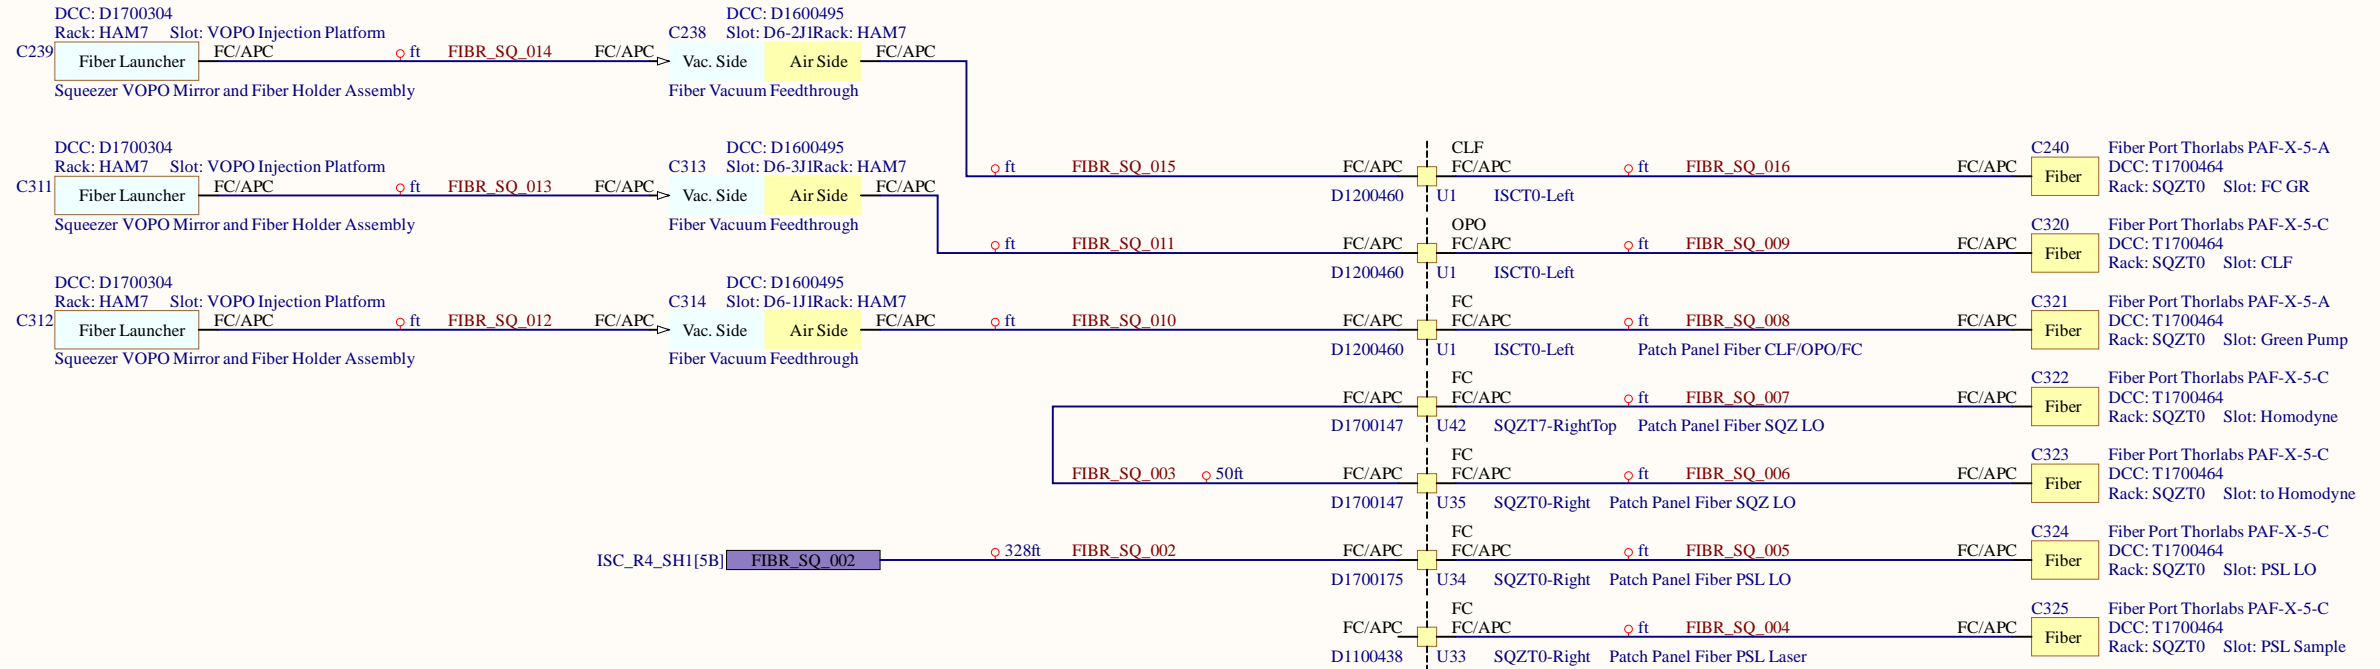 DCC: D1700304
Rack: HAM7 Slot: VOPO Injection Platform
C239 Fiber Launcher FC/APC ft FIBR_SQ_014 FC/APC
Squeezer VOPO Mirror and Fiber Holder Assembly
DCC: D1600495
C238 Slot: D6-2J1Rack: HAM7
Vac. Side Air Side FC/APC
Fiber Vacuum Feedthrough
DCC: D1700304
Rack: HAM7 Slot: VOPO Injection Platform
C311 Fiber Launcher FC/APC ft FIBR_SQ_013 FC/APC
Squeezer VOPO Mirror and Fiber Holder Assembly
DCC: D1600495
C313 Slot: D6-3J1Rack: HAM7
Vac. Side Air Side FC/APC
Fiber Vacuum Feedthrough
DCC: D1700304
Rack: HAM7 Slot: VOPO Injection Platform
C312 Fiber Launcher FC/APC ft FIBR_SQ_012 FC/APC
Squeezer VOPO Mirror and Fiber Holder Assembly
DCC: D1600495
C314 Slot: D6-1J1Rack: HAM7
Vac. Side Air Side FC/APC
Fiber Vacuum Feedthrough
CLF
ft FIBR_SQ_015 FC/APC FC/APC ft FIBR_SQ_016 FC/APC
D1200460 U1 ISCT0-Left
C240 Fiber Port Thorlabs PAF-X-5-A
Fiber DCC: T1700464
Rack: SQZT0 Slot: FC GR
OPO
ft FIBR_SQ_011 FC/APC FC/APC ft FIBR_SQ_009 FC/APC
D1200460 U1 ISCT0-Left
C320 Fiber Port Thorlabs PAF-X-5-C
Fiber DCC: T1700464
Rack: SQZT0 Slot: CLF
FC
ft FIBR_SQ_010 FC/APC FC/APC ft FIBR_SQ_008 FC/APC
D1200460 U1 ISCT0-Left Patch Panel Fiber CLF/OPO/FC
C321 Fiber Port Thorlabs PAF-X-5-A
Fiber DCC: T1700464
Rack: SQZT0 Slot: Green Pump
FC
FC/APC FC/APC ft FIBR_SQ_007 FC/APC
D1700147 U42 SQZT7-RightTop Patch Panel Fiber SQZ LO
C322 Fiber Port Thorlabs PAF-X-5-C
Fiber DCC: T1700464
Rack: SQZT0 Slot: Homodyne
FC
FIBR_SQ_003 50ft FC/APC FC/APC ft FIBR_SQ_006 FC/APC
D1700147 U35 SQZT0-Right Patch Panel Fiber SQZ LO
C323 Fiber Port Thorlabs PAF-X-5-C
Fiber DCC: T1700464
Rack: SQZT0 Slot: to Homodyne
FC
ISC_R4_SH1[5B] FIBR_SQ_002 328ft FIBR_SQ_002 FC/APC FC/APC ft FIBR_SQ_005 FC/APC
D1700175 U34 SQZT0-Right Patch Panel Fiber PSL LO
C324 Fiber Port Thorlabs PAF-X-5-C
Fiber DCC: T1700464
Rack: SQZT0 Slot: PSL LO
FC
FC/APC FC/APC ft FIBR_SQ_004 FC/APC
D1100438 U33 SQZT0-Right Patch Panel Fiber PSL Laser
C325 Fiber Port Thorlabs PAF-X-5-C
Fiber DCC: T1700464
Rack: SQZT0 Slot: PSL Sample